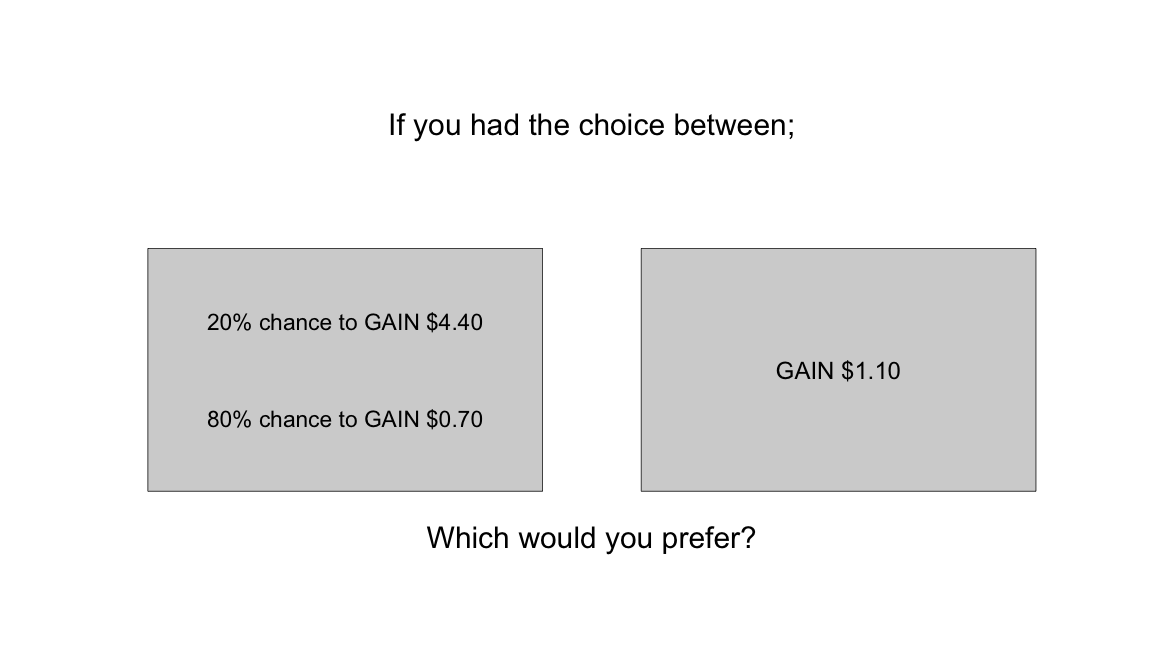 If you had the choice between;
20% chance to GAIN $4.40
80% chance to GAIN $0.70
GAIN $1.10
Which would you prefer?